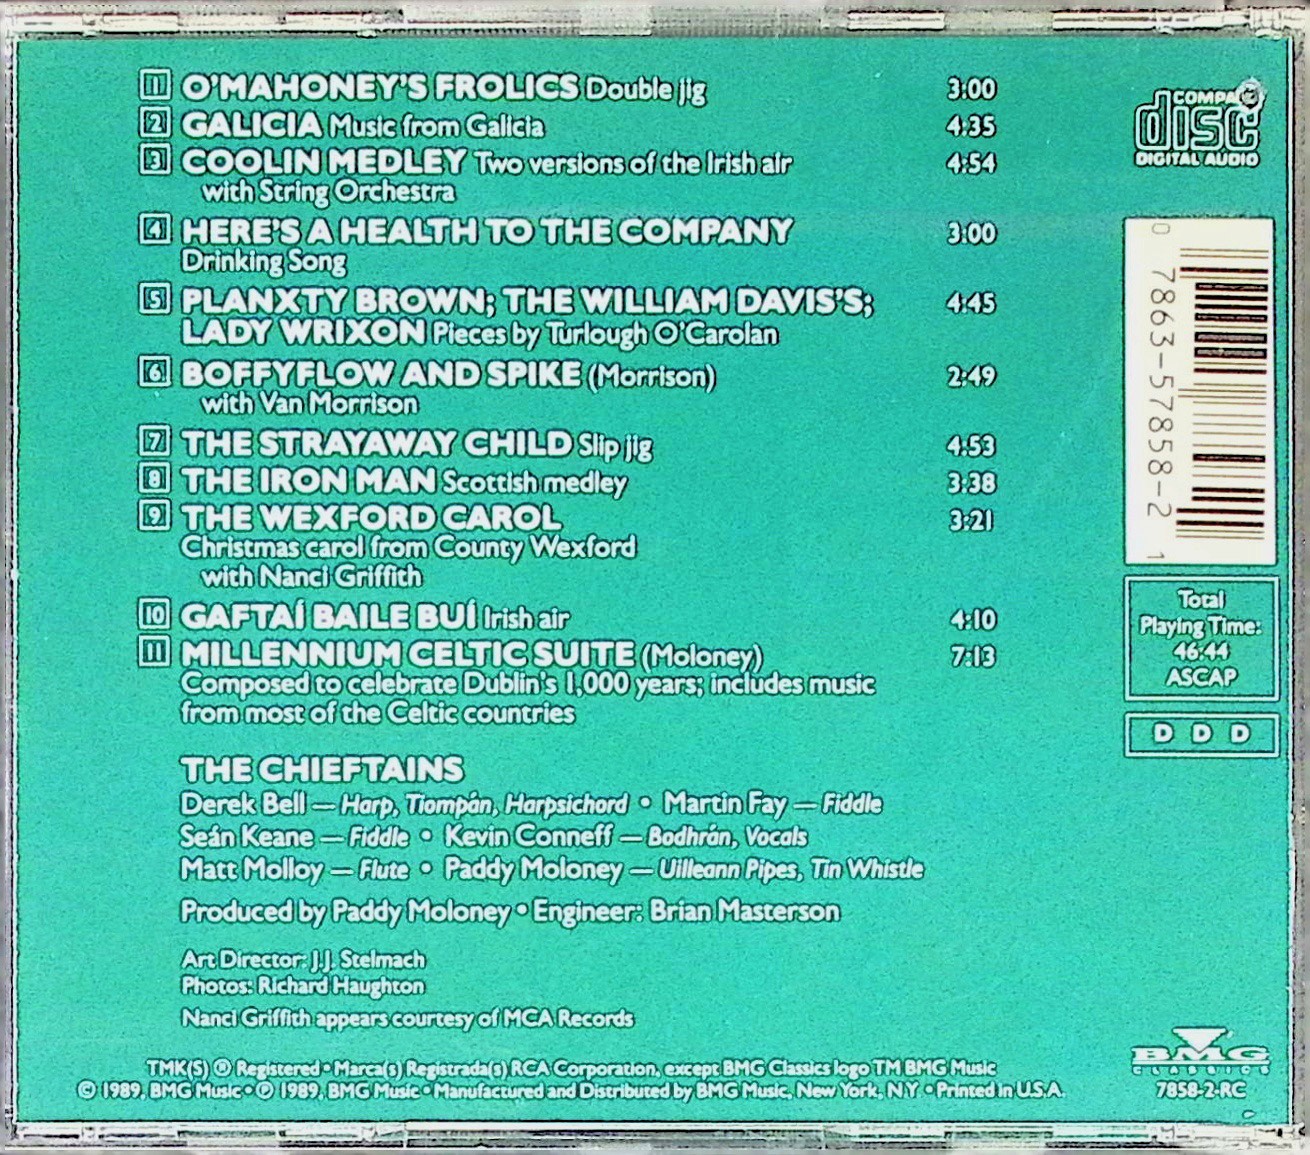 1 O'MAHONEY'S FROLICS Double jig 3:00
2 GALICIA Music from Galicia 4:35
3 COOLIN MEDLEY Two versions of the Irish air 4:54
with String Orchestra
4 HERE'S A HEALTH TO THE COMPANY 3:00
Drinking Song
5 PLANXTY BROWN; THE WILLIAM DAVIS'S; 4:45
LADY WRIXON Pieces by Turlough O'Carolan
6 BOFFYFLOW AND SPIKE (Morrison) 2:49
with Van Morrison
7 THE STRAYAWAY CHILD Slip jig 4:53
8 THE IRON MAN Scottish medley 3:38
9 THE WEXFORD CAROL 3:21
Christmas carol from County Wexford
with Nanci Griffith
10 GAFTAÍ BAILE BUÍ Irish air 4:10
11 MILLENNIUM CELTIC SUITE (Moloney) 7:13
Composed to celebrate Dublin's 1,000 years; includes music
from most of the Celtic countries
THE CHIEFTAINS
Derek Bell — Harp, Tiompán, Harpsichord • Martin Fay — Fiddle
Seán Keane — Fiddle • Kevin Conneff — Bodhrán, Vocals
Matt Molloy — Flute • Paddy Moloney — Uilleann Pipes, Tin Whistle
Produced by Paddy Moloney • Engineer: Brian Masterson
Art Director: J.J. Stelmach
Photos: Richard Haughton
Nanci Griffith appears courtesy of MCA Records
TMK(S) ® Registered • Marca(s) Registrada(s) RCA Corporation, except BMG Classics logo TM BMG Music
© 1989, BMG Music • ℗ 1989, BMG Music • Manufactured and Distributed by BMG Music, New York, N.Y. • Printed in U.S.A.
COMPACT
disc
DIGITAL AUDIO
0 7863-57858-2 1
Total
Playing Time:
46:44
ASCAP
D D D
BMG
CLASSICS
7858-2-RC